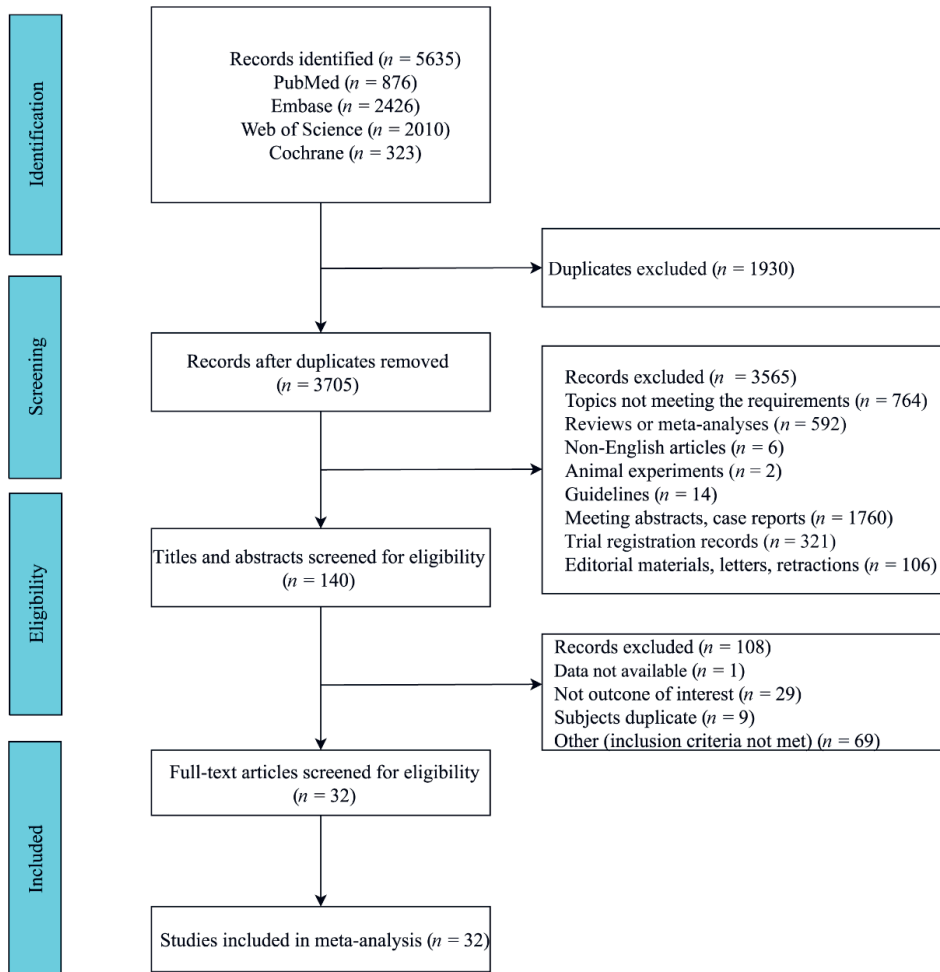 Identification
Records identified (n = 5635)
PubMed (n = 876)
Embase (n = 2426)
Web of Science (n = 2010)
Cochrane (n = 323)
Duplicates excluded (n = 1930)
Screening
Records after duplicates removed
(n = 3705)
Records excluded (n = 3565)
Topics not meeting the requirements (n = 764)
Reviews or meta-analyses (n = 592)
Non-English articles (n = 6)
Animal experiments (n = 2)
Guidelines (n = 14)
Meeting abstracts, case reports (n = 1760)
Trial registration records (n = 321)
Editorial materials, letters, retractions (n = 106)
Eligibility
Titles and abstracts screened for eligibility
(n = 140)
Records excluded (n = 108)
Data not available (n = 1)
Not outcome of interest (n = 29)
Subjects duplicate (n = 9)
Other (inclusion criteria not met) (n = 69)
Included
Full-text articles screened for eligibility
(n = 32)
Studies included in meta-analysis (n = 32)